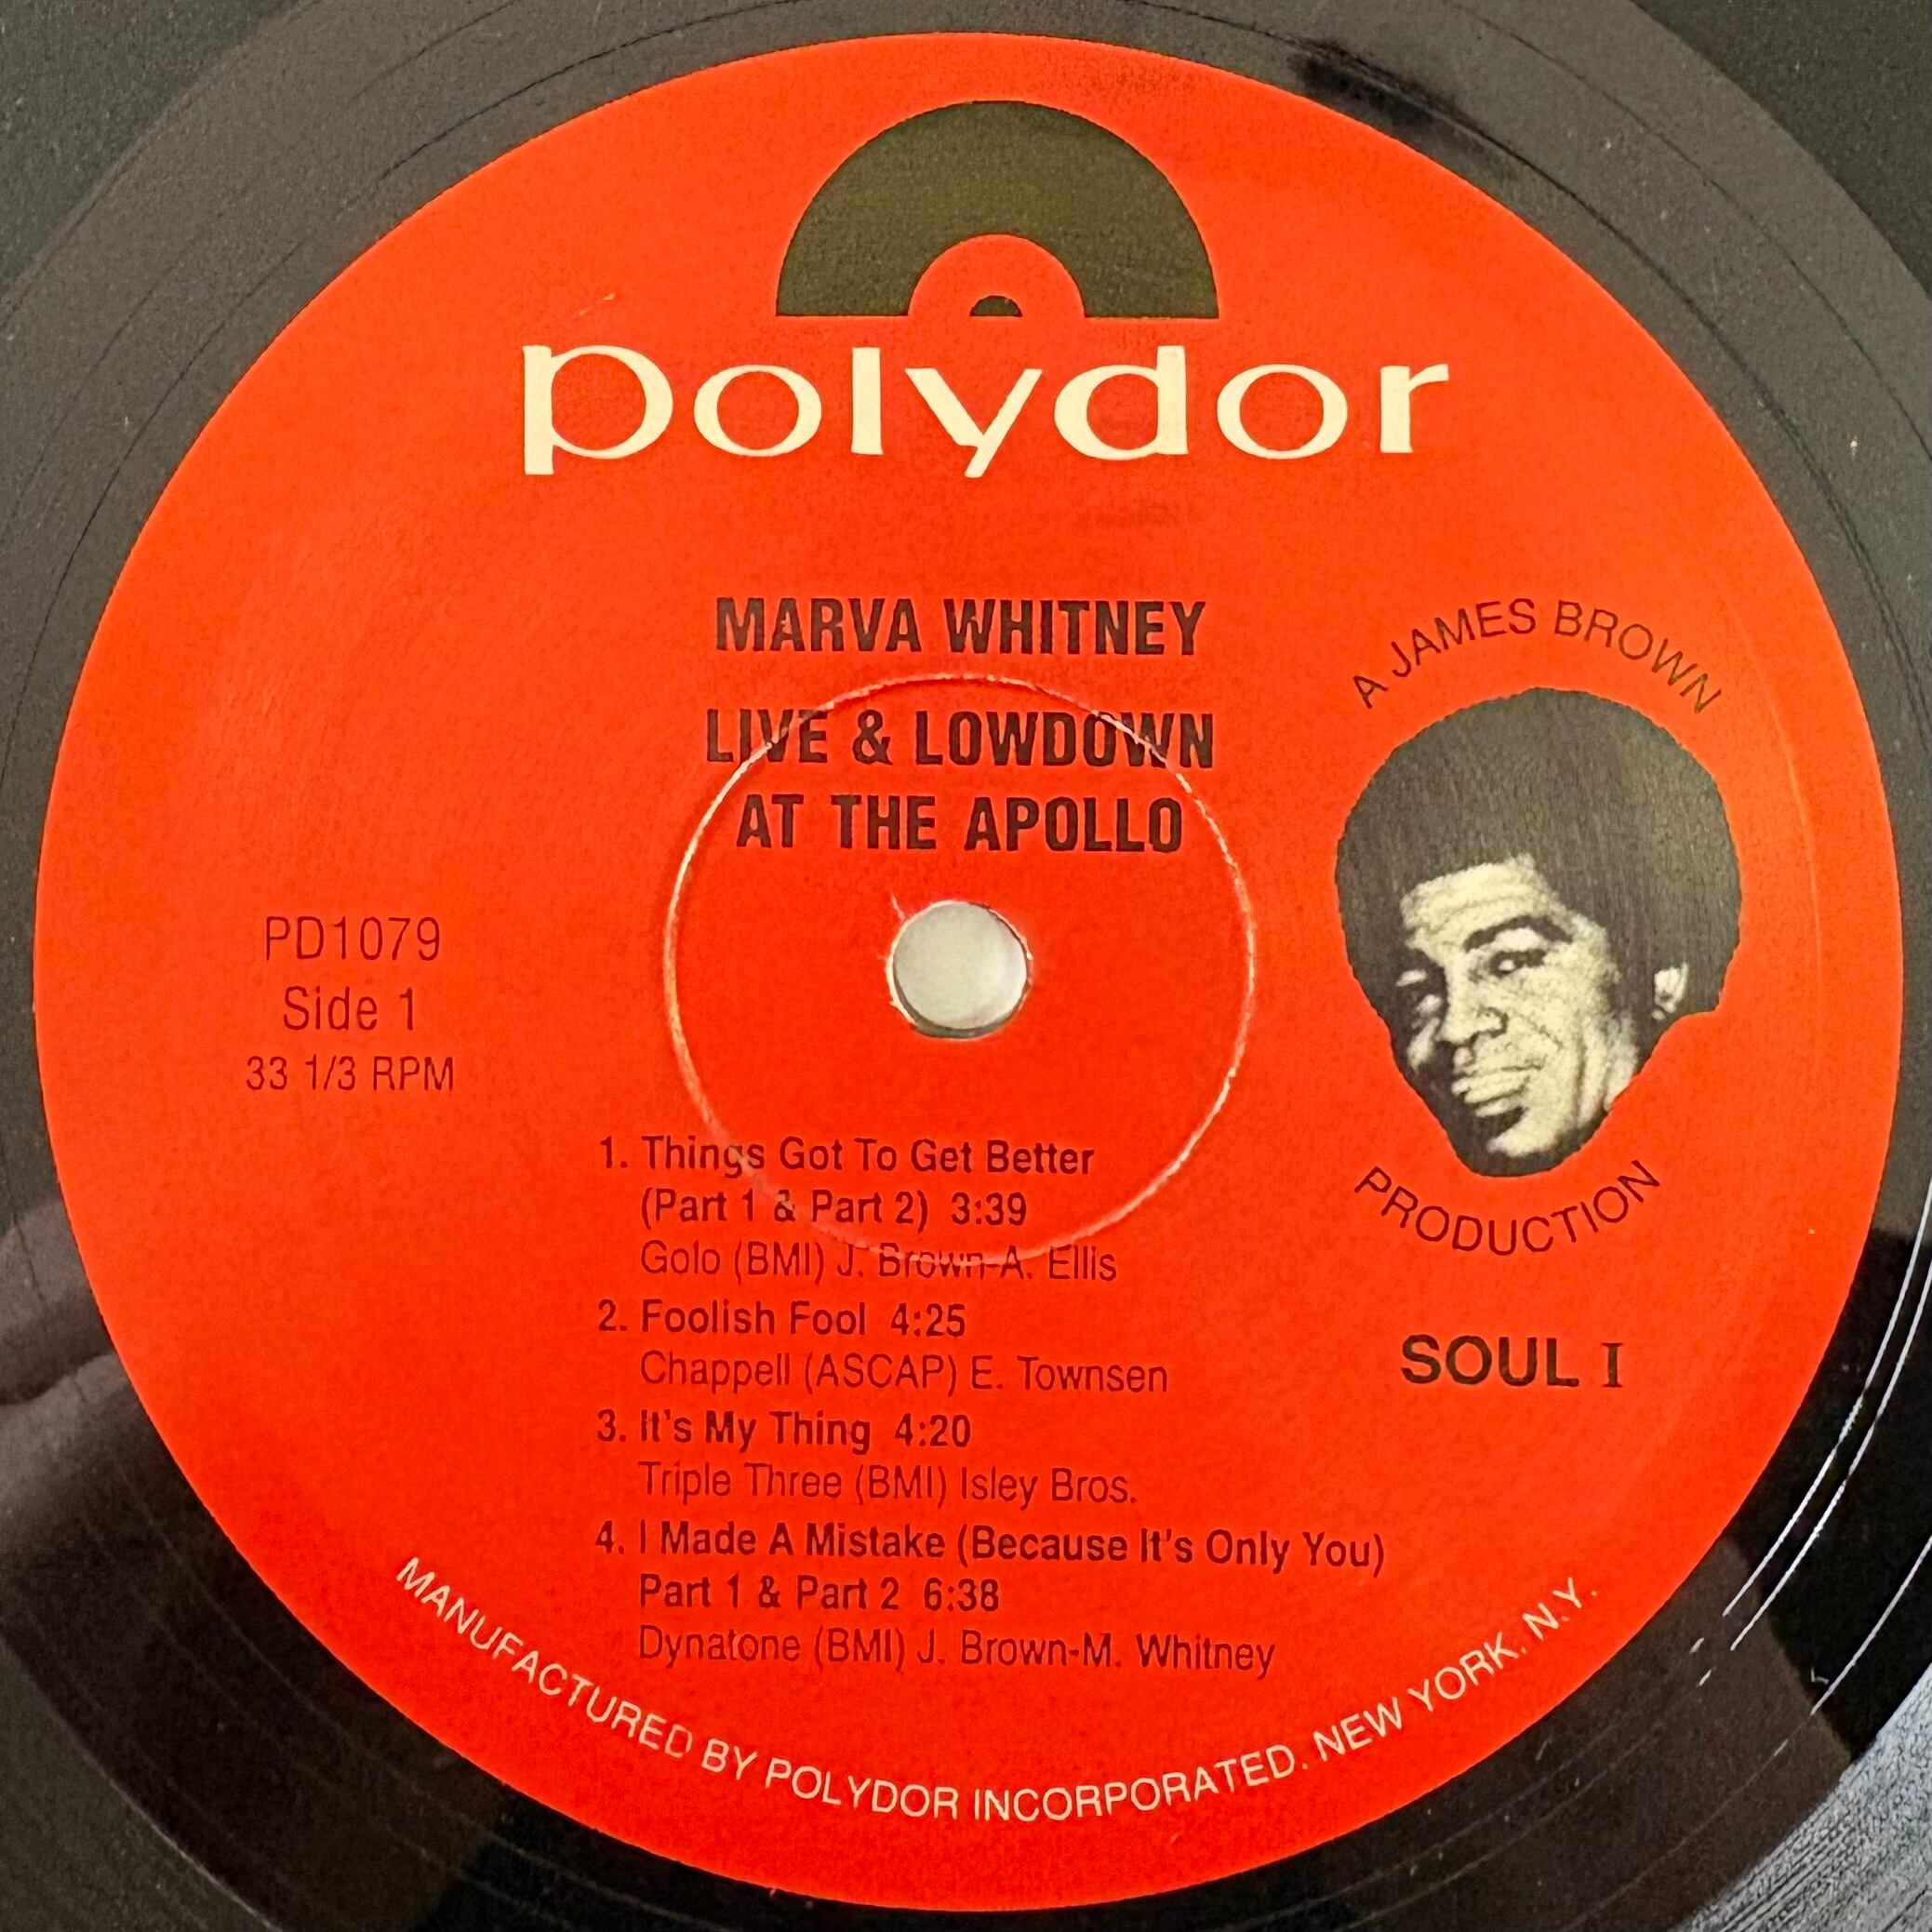 polydor
MARVA WHITNEY
LIVE & LOWDOWN
AT THE APOLLO
A JAMES BROWN
PRODUCTION
SOUL I
PD1079
Side 1
33 1/3 RPM
1. Things Got To Get Better
(Part 1 & Part 2) 3:39
Golo (BMI) J. Brown-A. Ellis
2. Foolish Fool 4:25
Chappell (ASCAP) E. Townsen
3. It's My Thing 4:20
Triple Three (BMI) Isley Bros.
4. I Made A Mistake (Because It's Only You)
Part 1 & Part 2 6:38
Dynatone (BMI) J. Brown-M. Whitney
MANUFACTURED BY POLYDOR INCORPORATED. NEW YORK. N.Y.